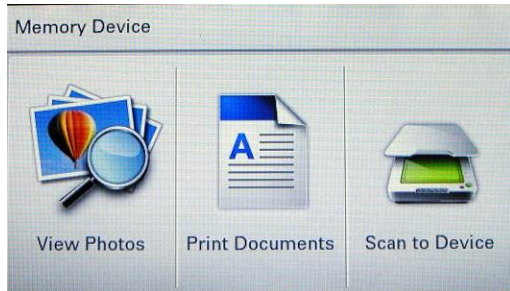 Memory Device
A
View Photos
Print Documents
Scan to Device